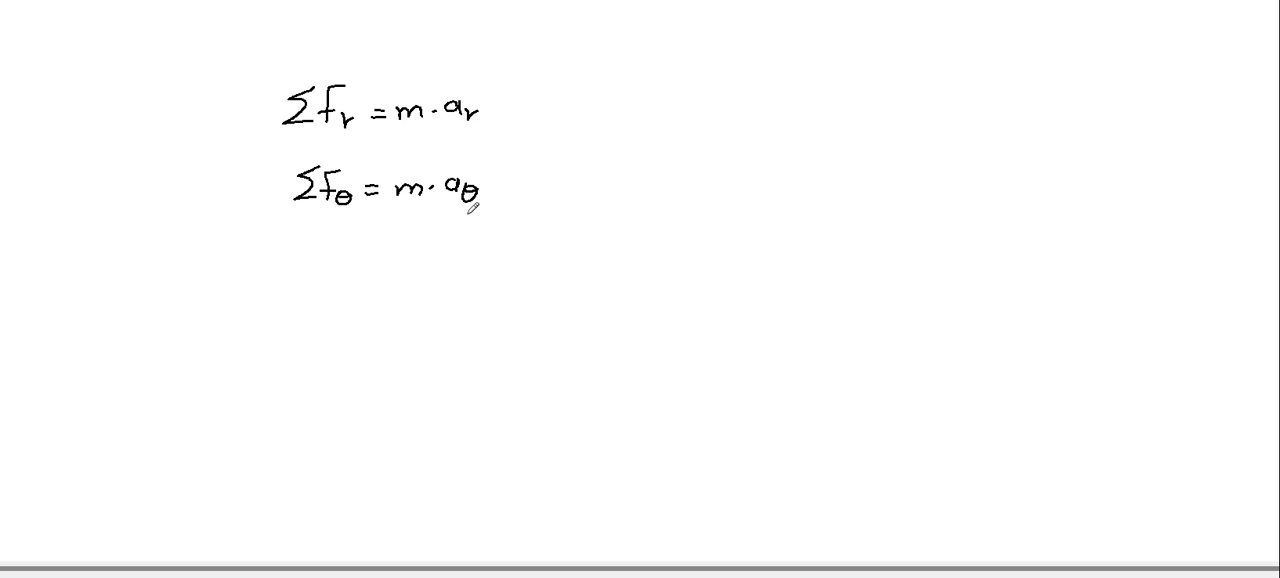 Σfr = m · ar
Σfθ = m · aθ